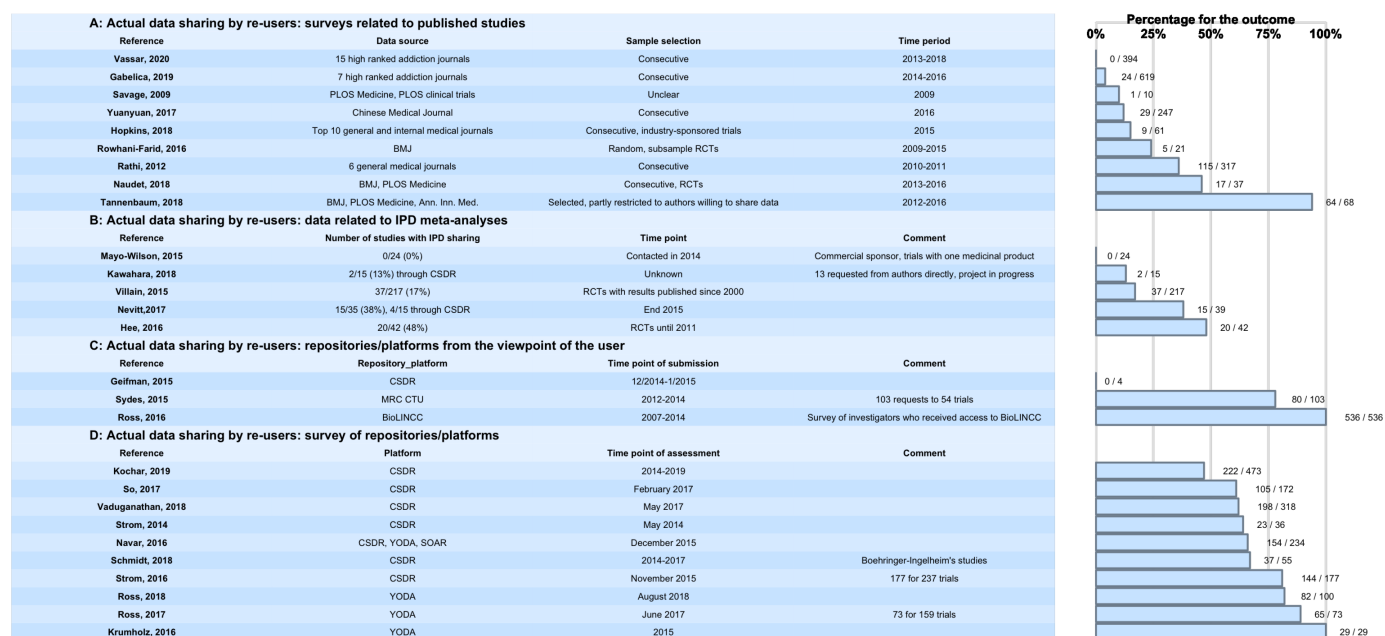 A: Actual data sharing by re-users: surveys related to published studies
Percentage for the outcome
Reference Data source Sample selection Time period
0% 25% 50% 75% 100%
Vassar, 2020 15 high ranked addiction journals Consecutive 2013-2018 0 / 394
Gabelica, 2019 7 high ranked addiction journals Consecutive 2014-2016 24 / 619
Savage, 2009 PLOS Medicine, PLOS clinical trials Unclear 2009 1 / 10
Yuanyuan, 2017 Chinese Medical Journal Consecutive 2016 29 / 247
Hopkins, 2018 Top 10 general and internal medical journals Consecutive, industry-sponsored trials 2015 9 / 61
Rowhani-Farid, 2016 BMJ Random, subsample RCTs 2009-2015 5 / 21
Rathi, 2012 6 general medical journals Consecutive 2010-2011 115 / 317
Naudet, 2018 BMJ, PLOS Medicine Consecutive, RCTs 2013-2016 17 / 37
Tannenbaum, 2018 BMJ, PLOS Medicine, Ann. Inn. Med. Selected, partly restricted to authors willing to share data 2012-2016 64 / 68
B: Actual data sharing by re-users: data related to IPD meta-analyses
Reference Number of studies with IPD sharing Time point Comment
Mayo-Wilson, 2015 0/24 (0%) Contacted in 2014 Commercial sponsor, trials with one medicinal product 0 / 24
Kawahara, 2018 2/15 (13%) through CSDR Unknown 13 requested from authors directly, project in progress 2 / 15
Villain, 2015 37/217 (17%) RCTs with results published since 2000 37 / 217
Nevitt,2017 15/35 (38%), 4/15 through CSDR End 2015 15 / 39
Hee, 2016 20/42 (48%) RCTs until 2011 20 / 42
C: Actual data sharing by re-users: repositories/platforms from the viewpoint of the user
Reference Repository_platform Time point of submission Comment
Geifman, 2015 CSDR 12/2014-1/2015 0 / 4
Sydes, 2015 MRC CTU 2012-2014 103 requests to 54 trials 80 / 103
Ross, 2016 BioLINCC 2007-2014 Survey of investigators who received access to BioLINCC 536 / 536
D: Actual data sharing by re-users: survey of repositories/platforms
Reference Platform Time point of assessment Comment
Kochar, 2019 CSDR 2014-2019 222 / 473
So, 2017 CSDR February 2017 105 / 172
Vaduganathan, 2018 CSDR May 2017 198 / 318
Strom, 2014 CSDR May 2014 23 / 36
Navar, 2016 CSDR, YODA, SOAR December 2015 154 / 234
Schmidt, 2018 CSDR 2014-2017 Boehringer-Ingelheim's studies 37 / 55
Strom, 2016 CSDR November 2015 177 for 237 trials 144 / 177
Ross, 2018 YODA August 2018 82 / 100
Ross, 2017 YODA June 2017 73 for 159 trials 65 / 73
Krumholz, 2016 YODA 2015 29 / 29